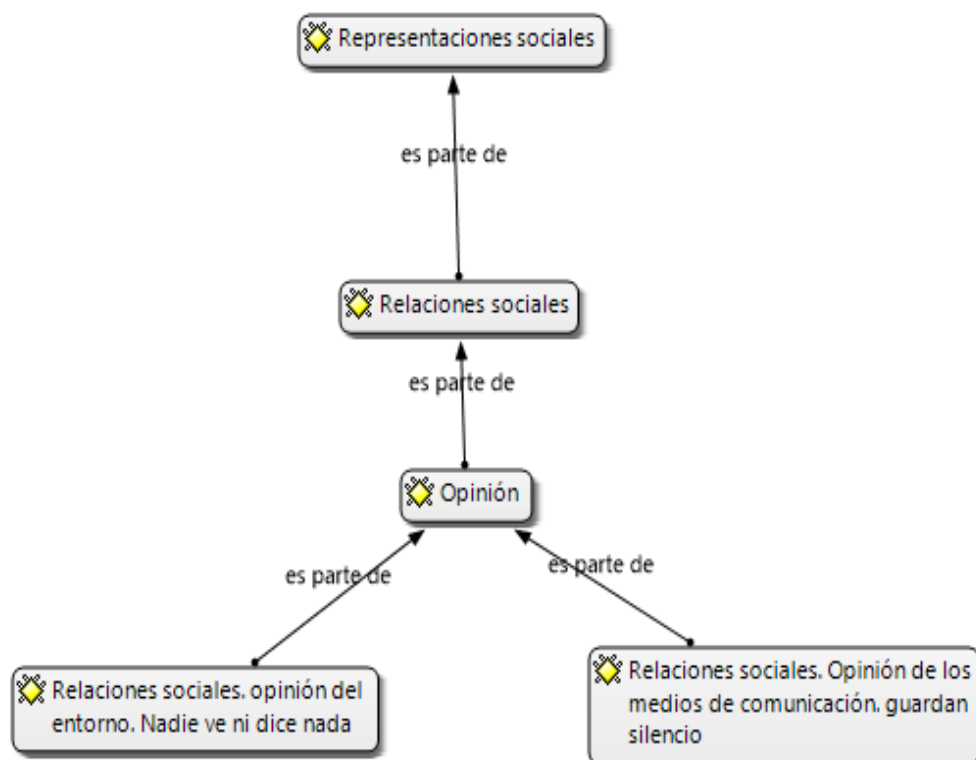 Representaciones sociales
es parte de
Relaciones sociales
es parte de
Opinión
es parte de
es parte de
Relaciones sociales. opinión del
entorno. Nadie ve ni dice nada
Relaciones sociales. Opinión de los
medios de comunicación. guardan
silencio